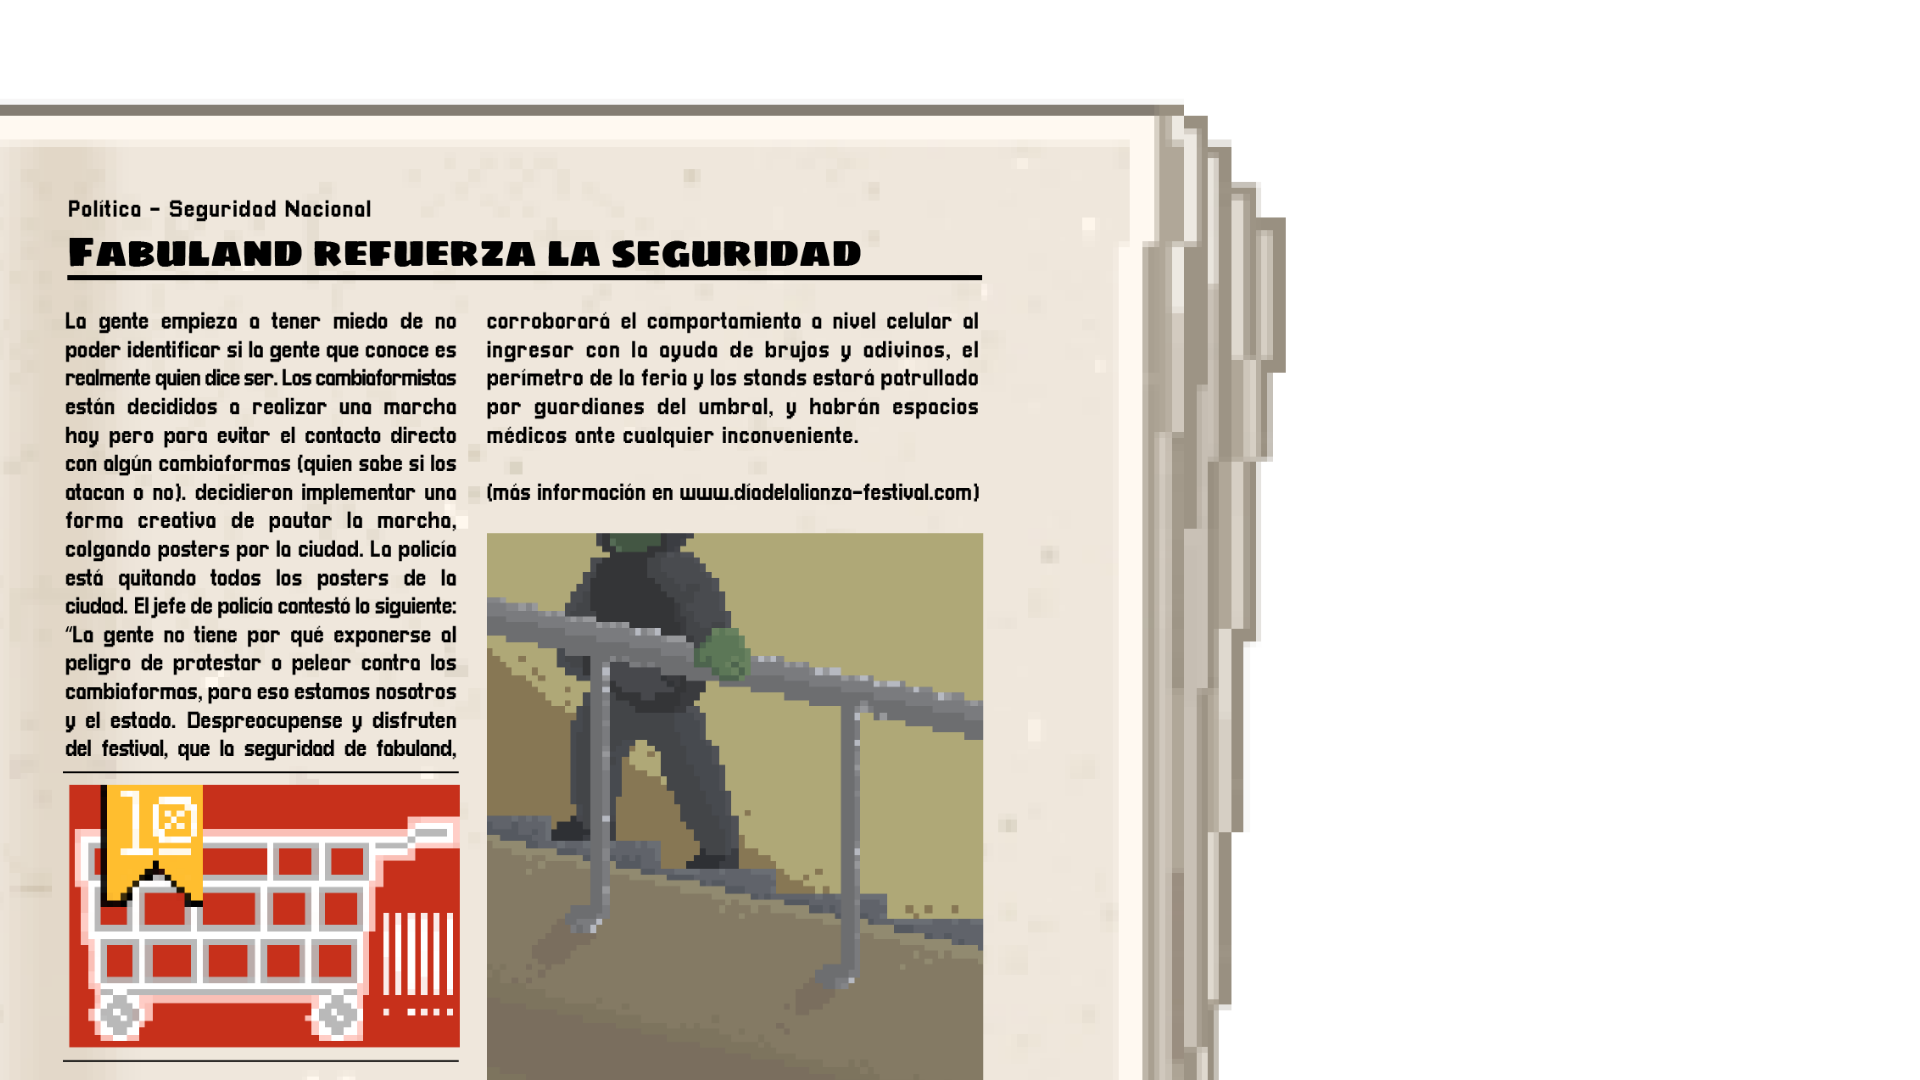 Política - Seguridad Nacional
Fabuland refuerza la seguridad
La gente empieza a tener miedo de no
poder identificar si la gente que conoce es
realmente quien dice ser. Los cambiaformistas
están decididos a realizar una marcha
hoy pero para evitar el contacto directo
con algún cambiaformas (quien sabe si los
atacan o no). decidieron implementar una
forma creativa de pautar la marcha,
colgando posters por la ciudad. La policía
está quitando todos los posters de la
ciudad. El jefe de policía contestó lo siguiente:
“La gente no tiene por qué exponerse al
peligro de protestar o pelear contra los
cambiaformas, para eso estamos nosotros
y el estado. Despreocupense y disfruten
del festival, que la seguridad de fabuland,
corroborará el comportamiento a nivel celular al
ingresar con la ayuda de brujos y adivinos, el
perímetro de la feria y los stands estará patrullado
por guardianes del umbral, y habrán espacios
médicos ante cualquier inconveniente.
(más información en www.díadelalianza-festival.com)